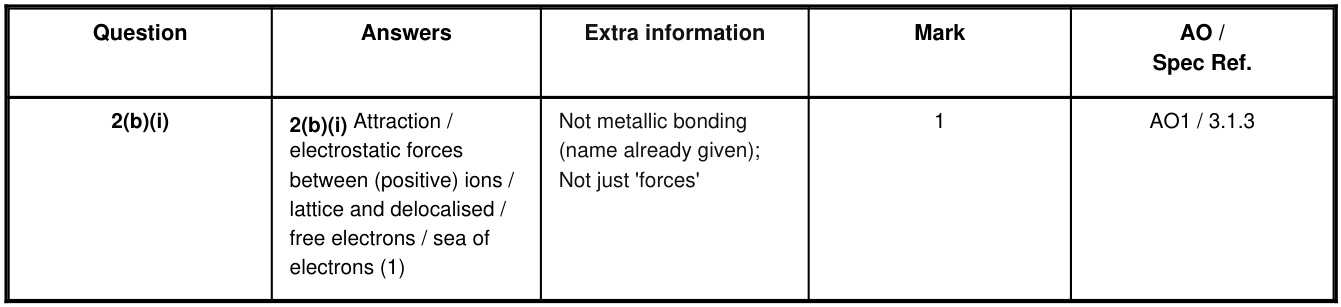 Question Answers Extra information Mark AO /
Spec Ref.
2(b)(i) 2(b)(i) Attraction / Not metallic bonding 1 AO1 / 3.1.3
electrostatic forces (name already given);
between (positive) ions / Not just 'forces'
lattice and delocalised /
free electrons / sea of
electrons (1)